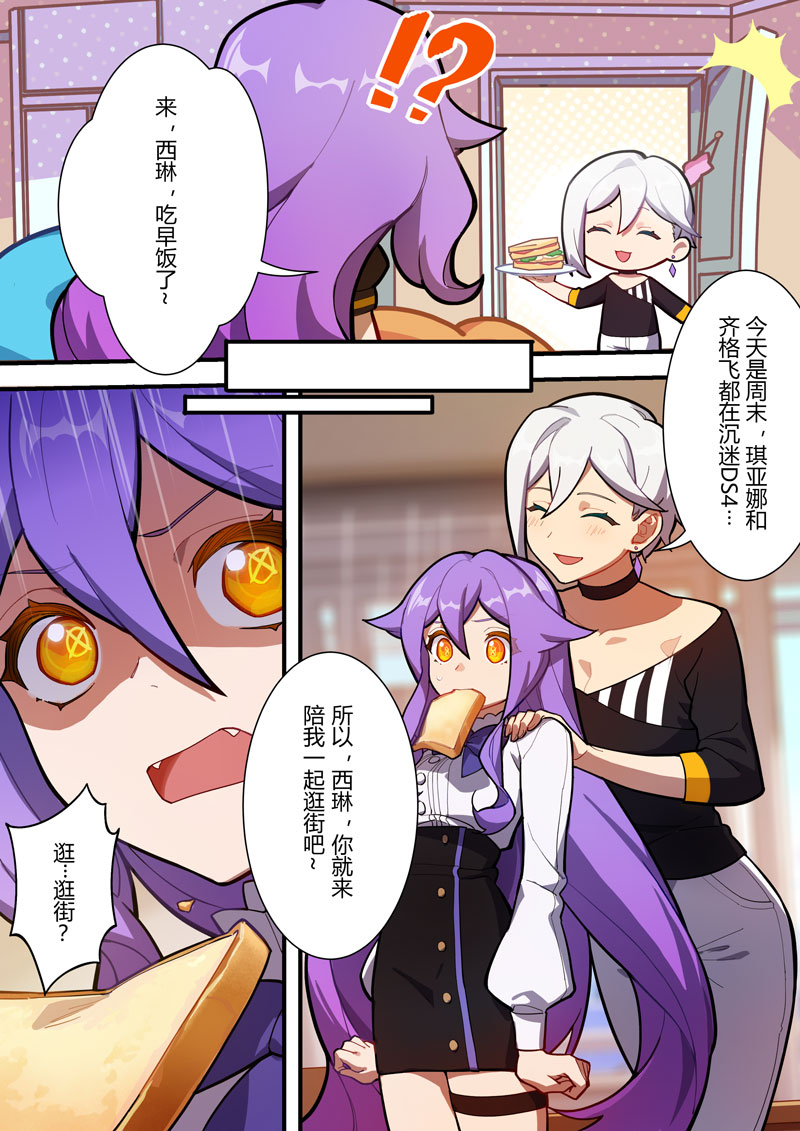 !?
来，西琳，吃早饭了~
今天是周末，琪亚娜和
齐格飞都在沉迷DS4…
所以，西琳，你就来
陪我一起逛街吧~
逛…逛街？